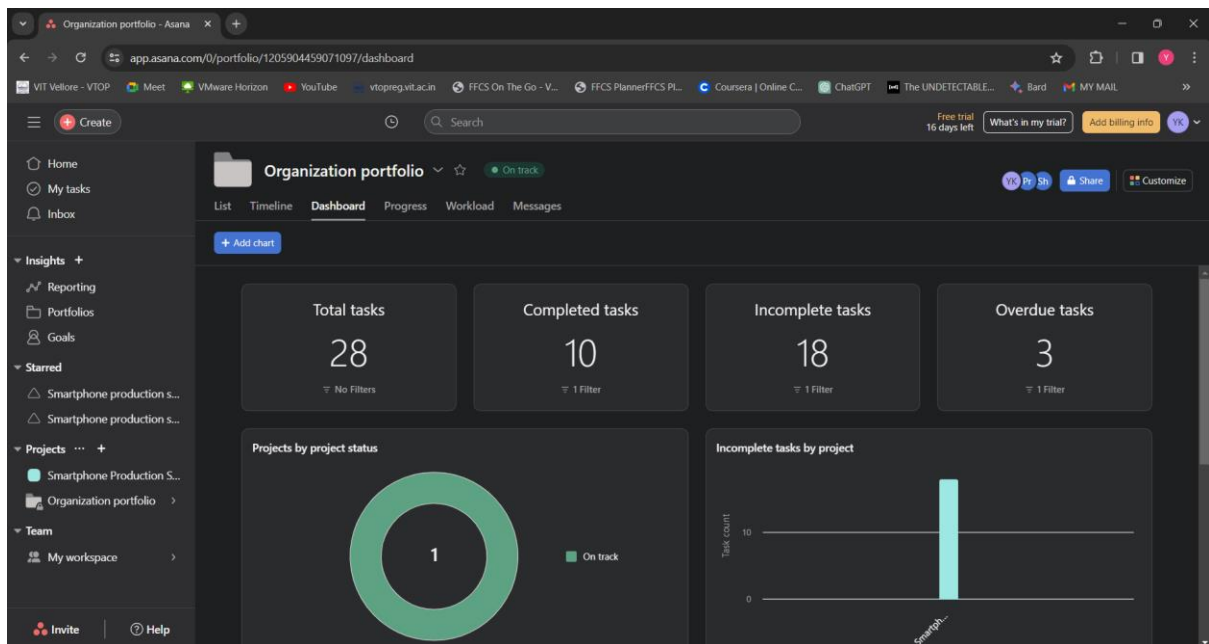 Organization portfolio - Asana
app.asana.com/0/portfolio/1205904459071097/dashboard
VIT Vellore - VTOP Meet VMware Horizon YouTube vtopreg.vit.ac.in FFCS On The Go - V... FFCS PlannerFFCS Pl... Coursera | Online C... ChatGPT The UNDETECTABLE... Bard MY MAIL
Create
Search
Free trial
16 days left
What's in my trial?
Add billing info
YK
Home
My tasks
Inbox
Insights
Reporting
Portfolios
Goals
Starred
Smartphone production s...
Smartphone production s...
Projects
Smartphone Production S...
Organization portfolio
Team
My workspace
Invite
Help
Organization portfolio
On track
YK Pr Sh
Share
Customize
List Timeline Dashboard Progress Workload Messages
+ Add chart
Total tasks
28
No Filters
Completed tasks
10
1 Filter
Incomplete tasks
18
1 Filter
Overdue tasks
3
1 Filter
Projects by project status
1
On track
Incomplete tasks by project
Task count
10
0
Smartph...